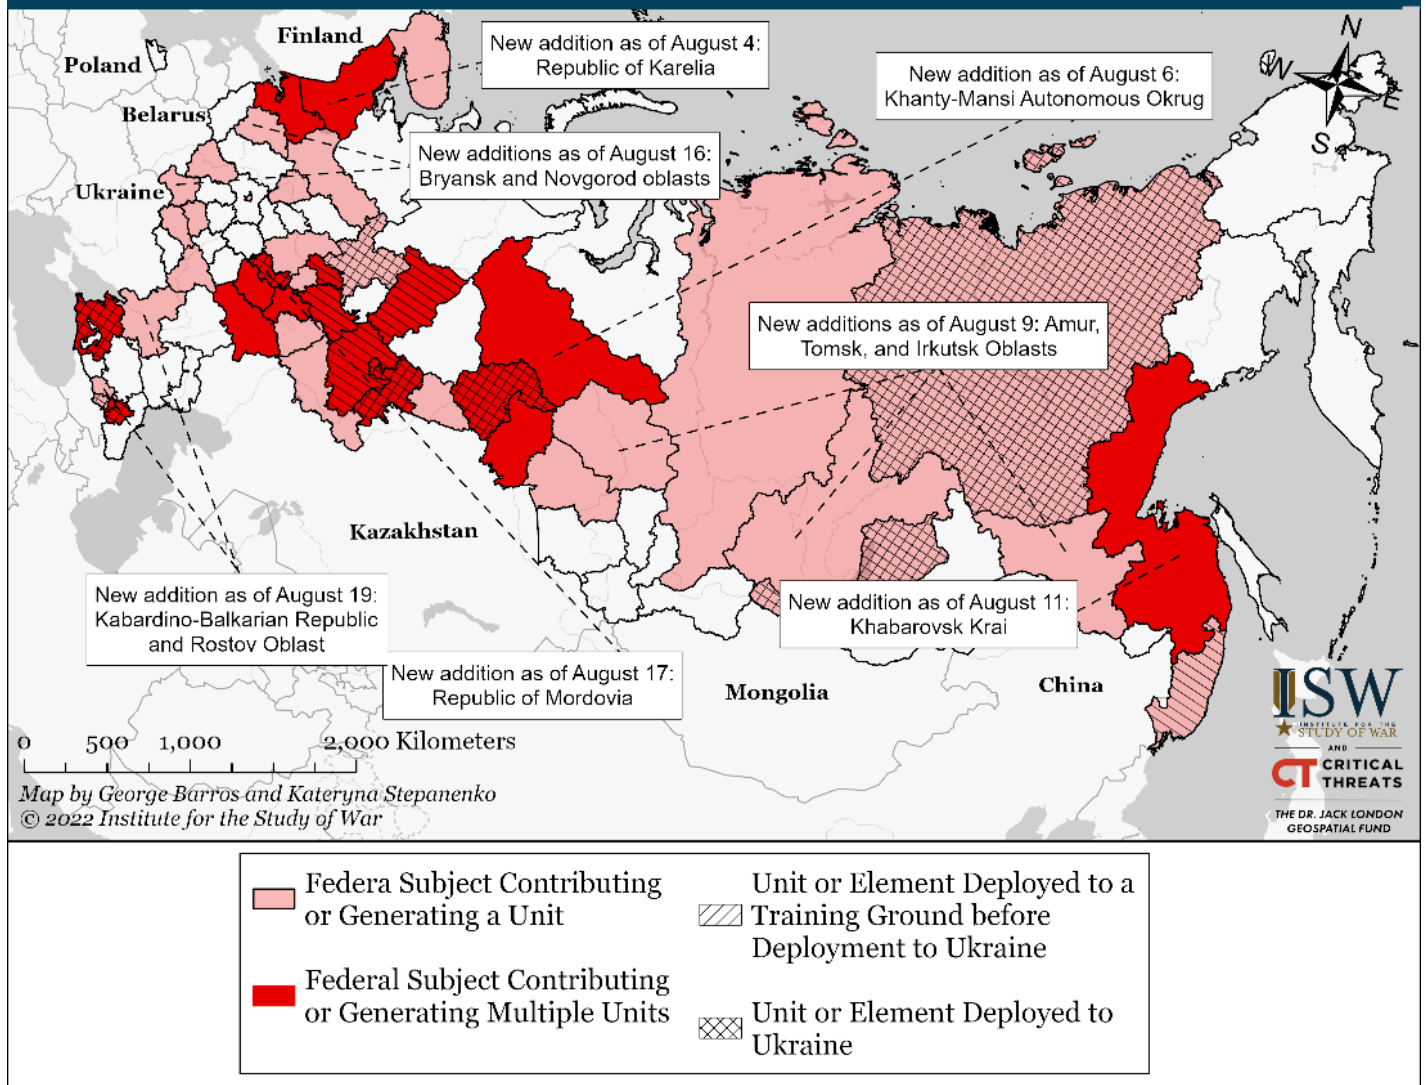 Finland
Poland
Belarus
Ukraine
New addition as of August 4:
Republic of Karelia
New addition as of August 6:
Khanty-Mansi Autonomous Okrug
N
W
E
S
New additions as of August 16:
Bryansk and Novgorod oblasts
New additions as of August 9: Amur,
Tomsk, and Irkutsk Oblasts
Kazakhstan
New addition as of August 19:
Kabardino-Balkarian Republic
and Rostov Oblast
New addition as of August 11:
Khabarovsk Krai
New addition as of August 17:
Republic of Mordovia
Mongolia
China
0 500 1,000 2,000 Kilometers
Map by George Barros and Kateryna Stepanenko
© 2022 Institute for the Study of War
ISW
INSTITUTE FOR THE
STUDY OF WAR
AND
CT CRITICAL
THREATS
THE DR. JACK LONDON
GEOSPATIAL FUND
Federa Subject Contributing
or Generating a Unit
Federal Subject Contributing
or Generating Multiple Units
Unit or Element Deployed to a
Training Ground before
Deployment to Ukraine
Unit or Element Deployed to
Ukraine